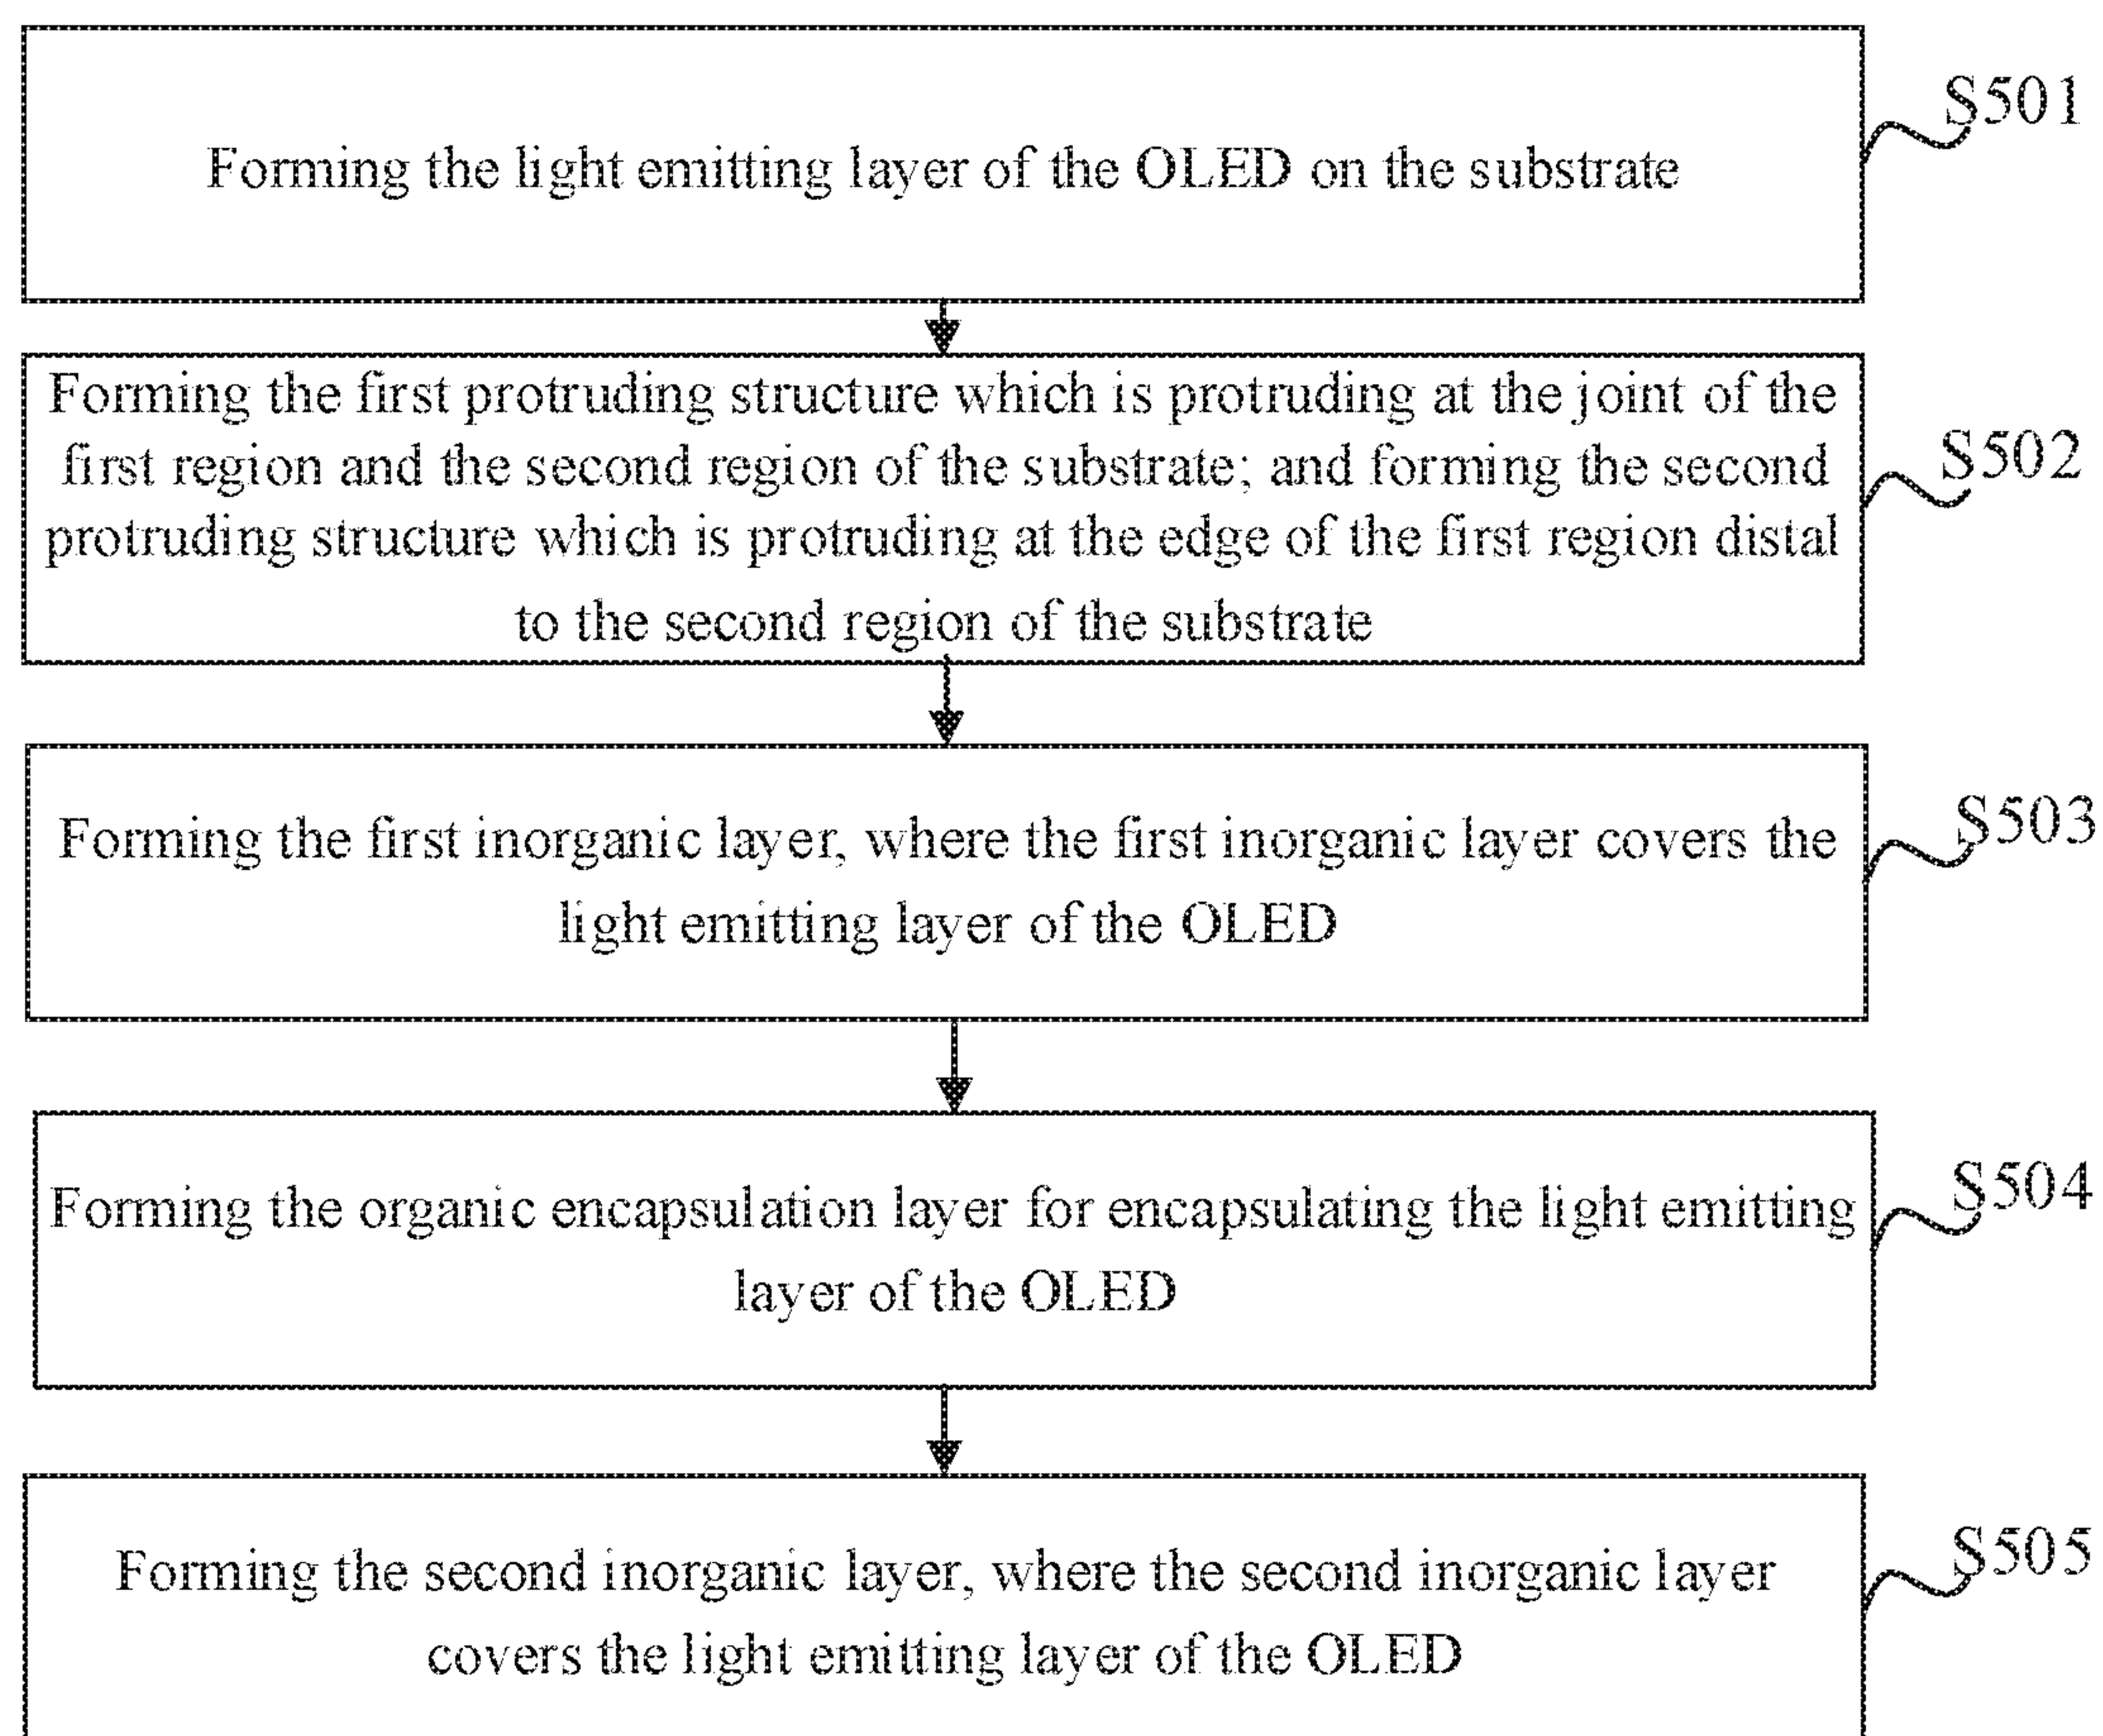 Forming the light emitting layer of the OLED on the substrate
S501
Forming the first protruding structure which is protruding at the joint of the
first region and the second region of the substrate; and forming the second
protruding structure which is protruding at the edge of the first region distal
to the second region of the substrate
S502
Forming the first inorganic layer, where the first inorganic layer covers the
light emitting layer of the OLED
S503
Forming the organic encapsulation layer for encapsulating the light emitting
layer of the OLED
S504
Forming the second inorganic layer, where the second inorganic layer
covers the light emitting layer of the OLED
S505